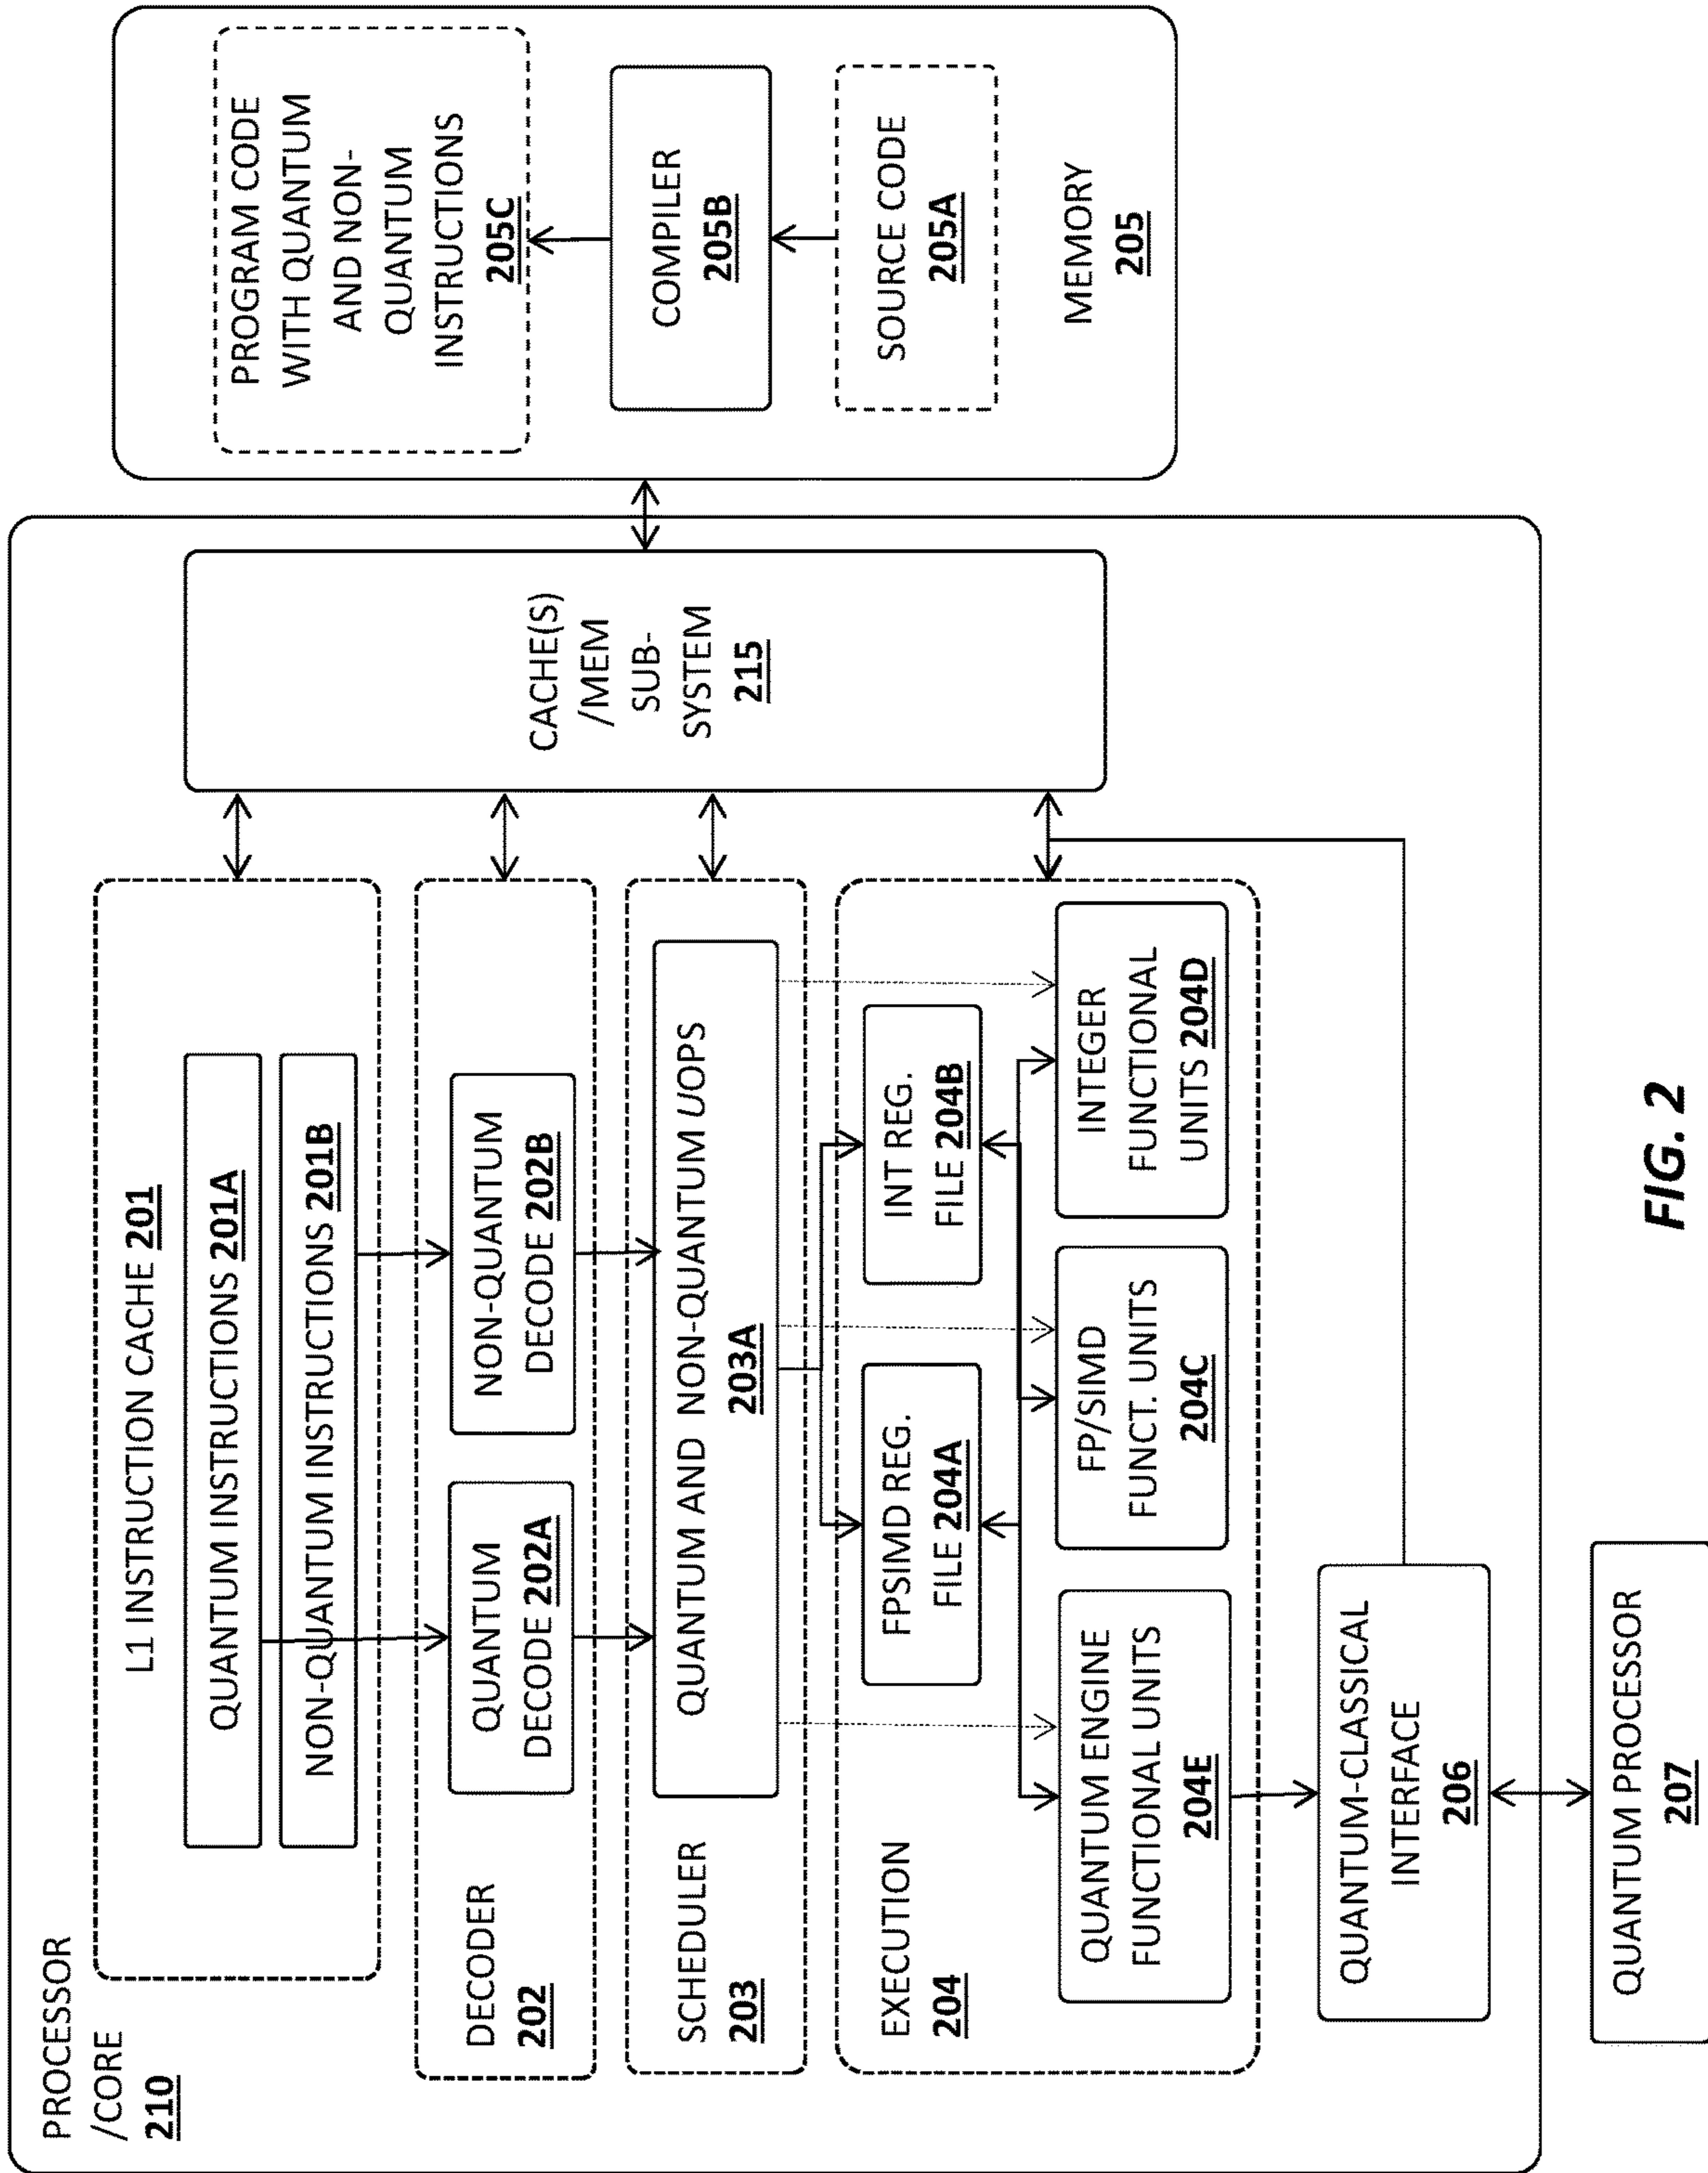 PROCESSOR
/CORE
210
L1 INSTRUCTION CACHE 201
QUANTUM INSTRUCTIONS 201A
NON-QUANTUM INSTRUCTIONS 201B
DECODER
202
QUANTUM
DECODE 202A
NON-QUANTUM
DECODE 202B
SCHEDULER
203
QUANTUM AND NON-QUANTUM UOPS
203A
EXECUTION
204
FPSIMD REG.
FILE 204A
INT REG.
FILE 204B
QUANTUM ENGINE
FUNCTIONAL UNITS
204E
FP/SIMD
FUNCT. UNITS
204C
INTEGER
FUNCTIONAL
UNITS 204D
QUANTUM-CLASSICAL
INTERFACE
206
QUANTUM PROCESSOR
207
CACHE(S)
/MEM
SUB-
SYSTEM
215
PROGRAM CODE
WITH QUANTUM
AND NON-
QUANTUM
INSTRUCTIONS
205C
COMPILER
205B
SOURCE CODE
205A
MEMORY
205
FIG. 2